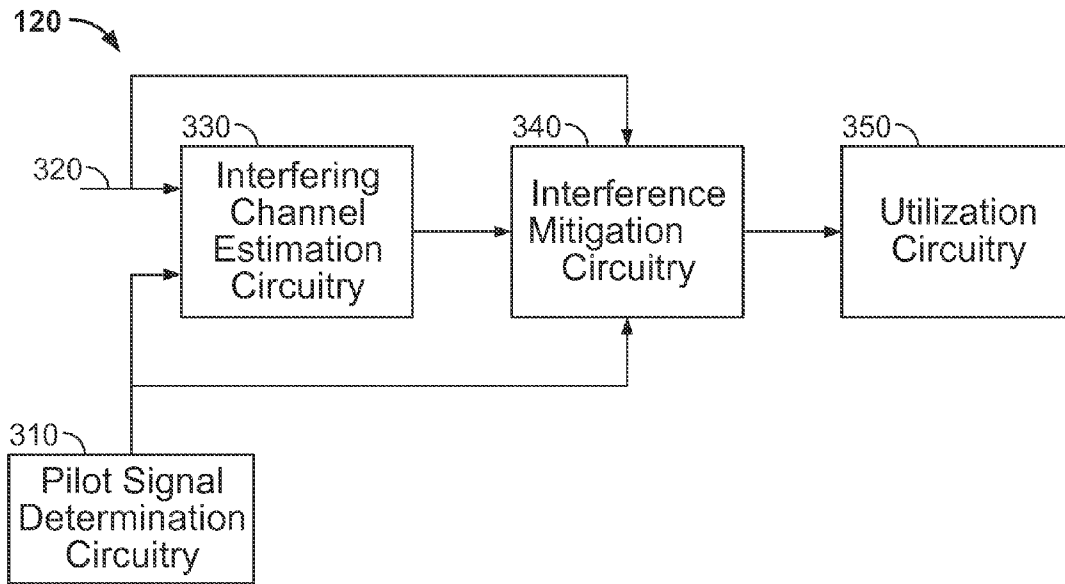 120
330
340
350
320
Interfering
Channel
Estimation
Circuitry
Interference
Mitigation
Circuitry
Utilization
Circuitry
310
Pilot Signal
Determination
Circuitry